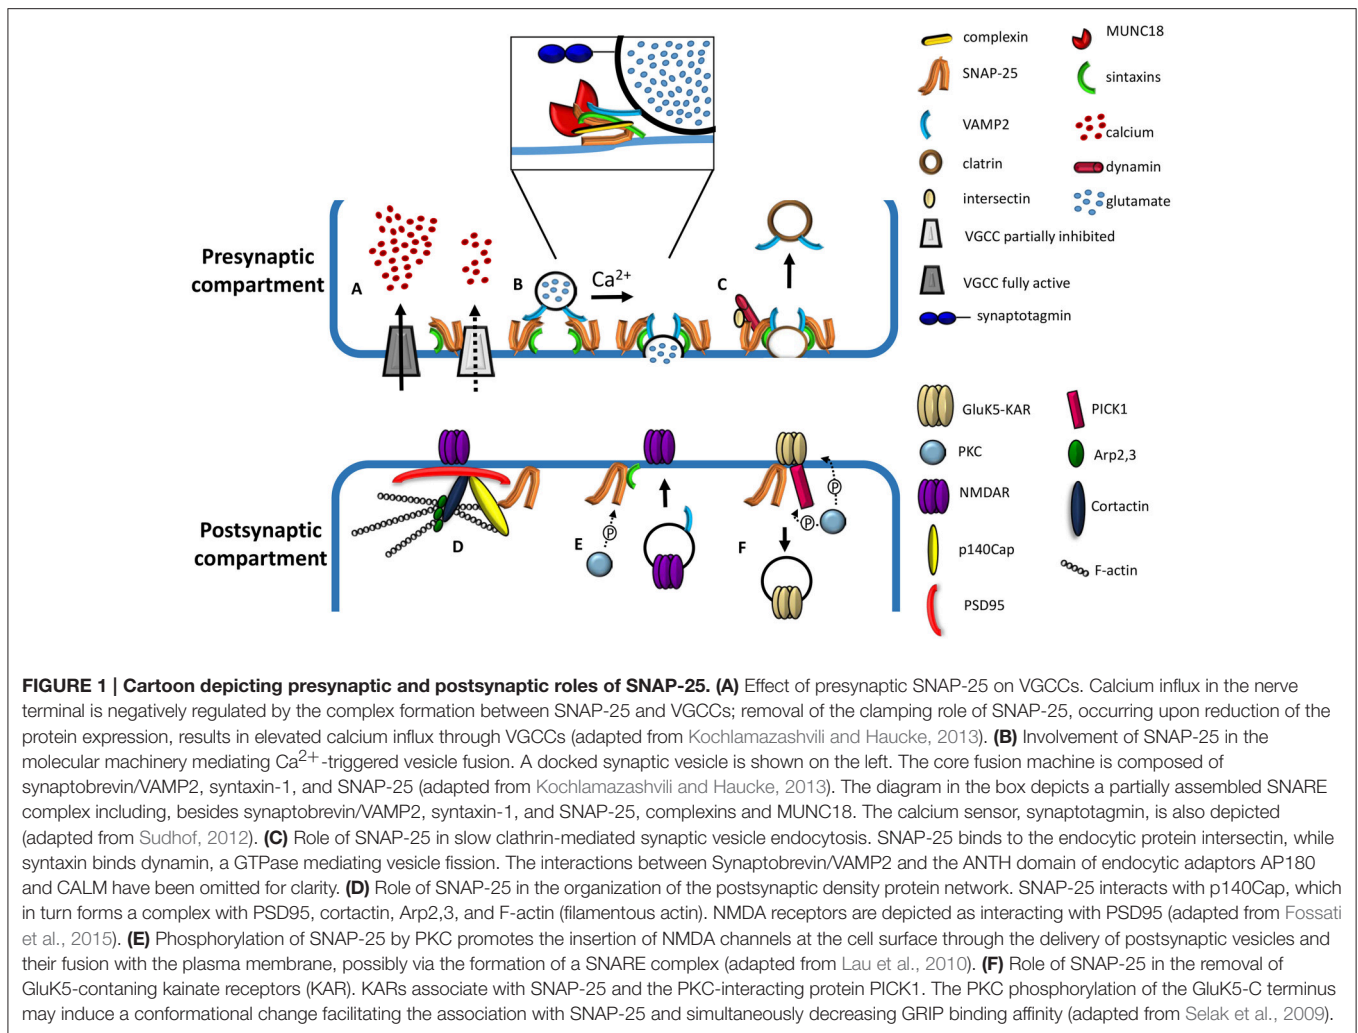 complexin
MUNC18
SNAP-25
sintaxins
VAMP2
calcium
clatrin
dynamin
intersectin
glutamate
VGCC partially inhibited
VGCC fully active
synaptotagmin
Presynaptic
compartment
A
B
Ca2+
C
GluK5-KAR
PICK1
PKC
Arp2,3
NMDAR
Cortactin
p140Cap
F-actin
PSD95
Postsynaptic
compartment
D
E
P
F
P
P
FIGURE 1 | Cartoon depicting presynaptic and postsynaptic roles of SNAP-25. (A) Effect of presynaptic SNAP-25 on VGCCs. Calcium influx in the nerve
terminal is negatively regulated by the complex formation between SNAP-25 and VGCCs; removal of the clamping role of SNAP-25, occurring upon reduction of the
protein expression, results in elevated calcium influx through VGCCs (adapted from Kochlamazashvili and Haucke, 2013). (B) Involvement of SNAP-25 in the
molecular machinery mediating Ca2+-triggered vesicle fusion. A docked synaptic vesicle is shown on the left. The core fusion machine is composed of
synaptobrevin/VAMP2, syntaxin-1, and SNAP-25 (adapted from Kochlamazashvili and Haucke, 2013). The diagram in the box depicts a partially assembled SNARE
complex including, besides synaptobrevin/VAMP2, syntaxin-1, and SNAP-25, complexins and MUNC18. The calcium sensor, synaptotagmin, is also depicted
(adapted from Sudhof, 2012). (C) Role of SNAP-25 in slow clathrin-mediated synaptic vesicle endocytosis. SNAP-25 binds to the endocytic protein intersectin, while
syntaxin binds dynamin, a GTPase mediating vesicle fission. The interactions between Synaptobrevin/VAMP2 and the ANTH domain of endocytic adaptors AP180
and CALM have been omitted for clarity. (D) Role of SNAP-25 in the organization of the postsynaptic density protein network. SNAP-25 interacts with p140Cap, which
in turn forms a complex with PSD95, cortactin, Arp2,3, and F-actin (filamentous actin). NMDA receptors are depicted as interacting with PSD95 (adapted from Fossati
et al., 2015). (E) Phosphorylation of SNAP-25 by PKC promotes the insertion of NMDA channels at the cell surface through the delivery of postsynaptic vesicles and
their fusion with the plasma membrane, possibly via the formation of a SNARE complex (adapted from Lau et al., 2010). (F) Role of SNAP-25 in the removal of
GluK5-contaning kainate receptors (KAR). KARs associate with SNAP-25 and the PKC-interacting protein PICK1. The PKC phosphorylation of the GluK5-C terminus
may induce a conformational change facilitating the association with SNAP-25 and simultaneously decreasing GRIP binding affinity (adapted from Selak et al., 2009).